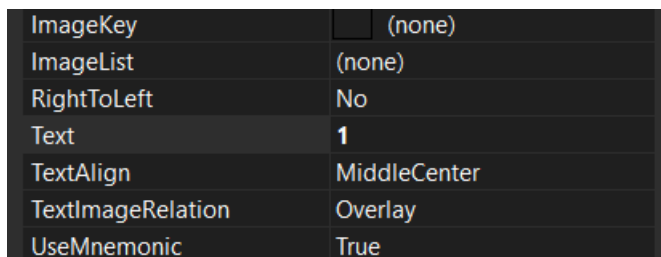 ImageKey (none)
ImageList (none)
RightToLeft No
Text 1
TextAlign MiddleCenter
TextImageRelation Overlay
UseMnemonic True